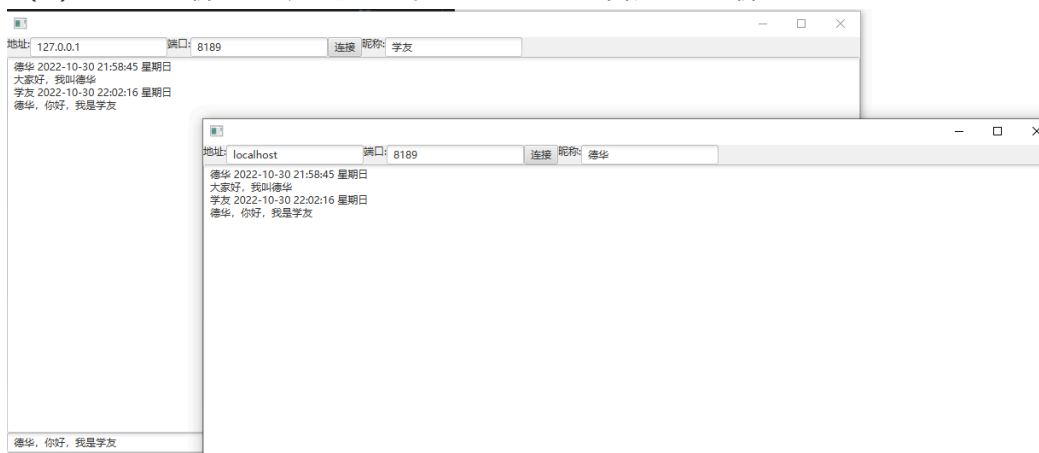 地址: 127.0.0.1 端口: 8189 连接 昵称: 学友
德华 2022-10-30 21:58:45 星期日
大家好，我叫德华
学友 2022-10-30 22:02:16 星期日
德华，你好，我是学友
德华，你好，我是学友
地址: localhost 端口: 8189 连接 昵称: 德华
德华 2022-10-30 21:58:45 星期日
大家好，我叫德华
学友 2022-10-30 22:02:16 星期日
德华，你好，我是学友